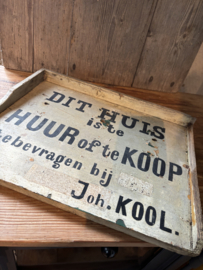 DIT HUIS
is te
HUUR of te KOOP
te bevragen bij
Joh. KOOL.